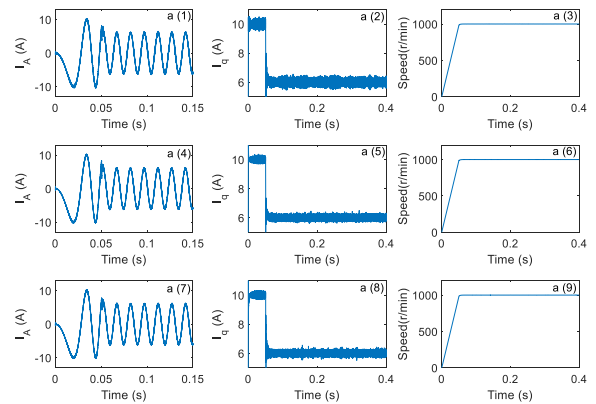 a (1)
10
0
-10
I_A (A)
0
0.05
0.1
0.15
Time (s)
a (2)
10
8
6
I_q (A)
0
0.2
0.4
Time (s)
a (3)
1000
500
0
Speed(r/min)
0
0.2
0.4
Time (s)
a (4)
10
0
-10
I_A (A)
0
0.05
0.1
0.15
Time (s)
a (5)
10
8
6
I_q (A)
0
0.2
0.4
Time (s)
a (6)
1000
500
0
Speed(r/min)
0
0.2
0.4
Time (s)
a (7)
10
0
-10
I_A (A)
0
0.05
0.1
0.15
Time (s)
a (8)
10
8
6
I_q (A)
0
0.2
0.4
Time (s)
a (9)
1000
500
0
Speed(r/min)
0
0.2
0.4
Time (s)